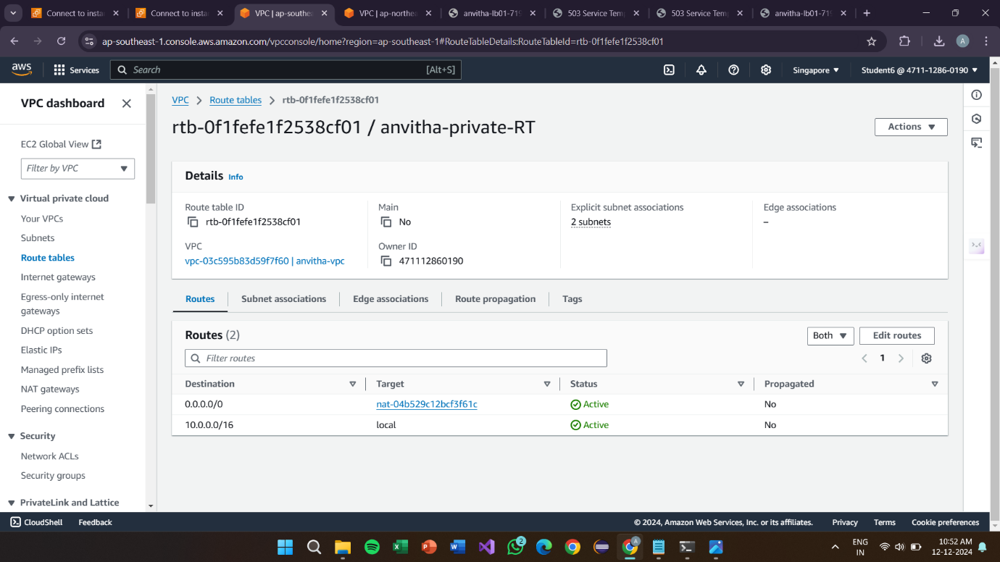 Connect to insta
Connect to insta
VPC | ap-southea
VPC | ap-northea
anvitha-lb01-719
503 Service Tem
503 Service Tem
anvitha-lb01-719
ap-southeast-1.console.aws.amazon.com/vpcconsole/home?region=ap-southeast-1#RouteTableDetails:RouteTableId=rtb-0f1fefe1f2538cf01
A
aws
Services
Search
[Alt+S]
Singapore
Student6 @ 4711-1286-0190
VPC dashboard
EC2 Global View
Filter by VPC
Virtual private cloud
Your VPCs
Subnets
Route tables
Internet gateways
Egress-only internet
gateways
DHCP option sets
Elastic IPs
Managed prefix lists
NAT gateways
Peering connections
Security
Network ACLs
Security groups
PrivateLink and Lattice
VPC > Route tables > rtb-0f1fefe1f2538cf01
rtb-0f1fefe1f2538cf01 / anvitha-private-RT
Actions
Details Info
Route table ID
rtb-0f1fefe1f2538cf01
Main
No
Explicit subnet associations
2 subnets
Edge associations
–
VPC
vpc-03c595b83d59f7f60 | anvitha-vpc
Owner ID
471112860190
Routes
Subnet associations
Edge associations
Route propagation
Tags
Routes (2)
Both
Edit routes
Filter routes
1
Destination Target Status Propagated
0.0.0.0/0 nat-04b529c12bcf3f61c Active No
10.0.0.0/16 local Active No
CloudShell Feedback
© 2024, Amazon Web Services, Inc. or its affiliates. Privacy Terms Cookie preferences
2
A
ENG
IN
10:52 AM
12-12-2024